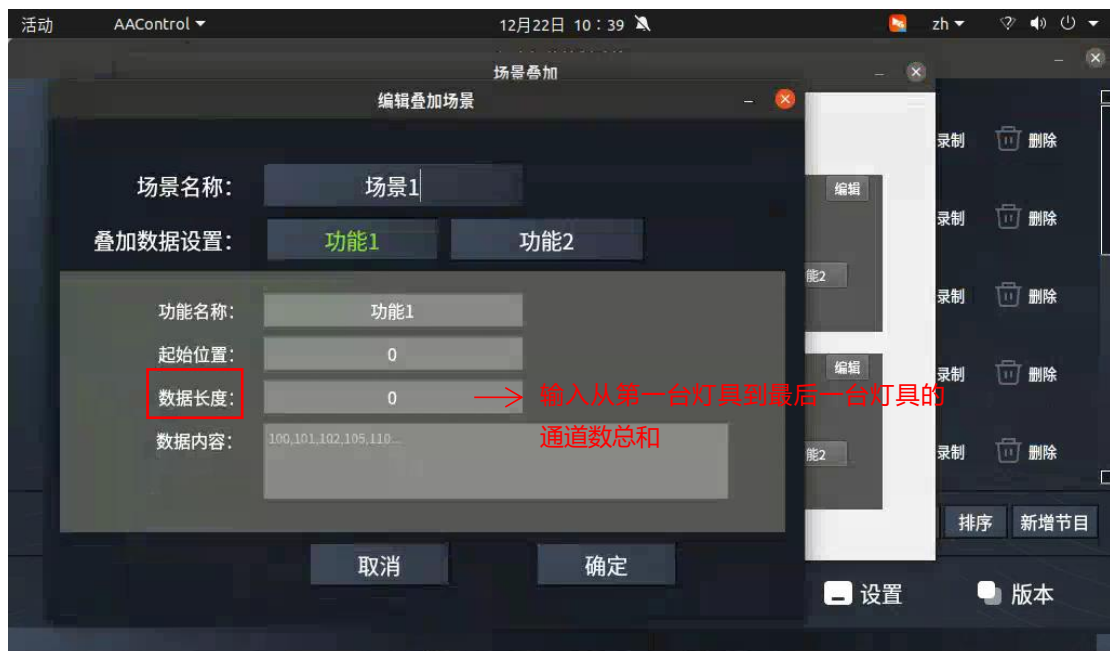 活动 AAControl 12月22日 10：39 zh
场景叠加
编辑叠加场景
场景名称： 场景1
叠加数据设置： 功能1 功能2
功能名称： 功能1
起始位置： 0
数据长度： 0
输入从第一台灯具到最后一台灯具的
通道数总和
数据内容： 100,101,102,105,110...
取消 确定
编辑
能2
编辑
能2
录制 删除
录制 删除
录制 删除
录制 删除
录制 删除
排序 新增节目
设置 版本